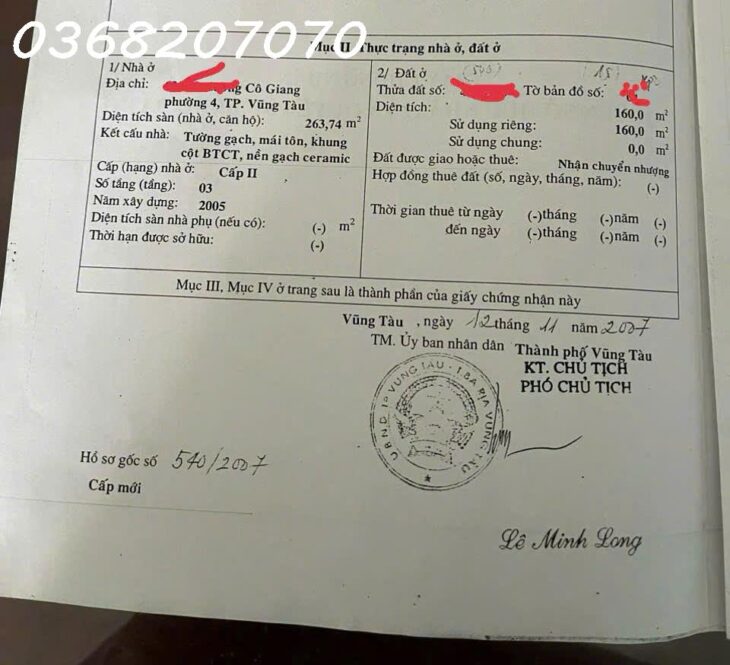 0368207070
Mục II. Thực trạng nhà ở, đất ở
1/ Nhà ở
Địa chỉ: Cô Giang
phường 4, TP. Vũng Tàu
Diện tích sàn (nhà ở, căn hộ): 263,74 m²
Kết cấu nhà: Tường gạch, mái tôn, khung
cột BTCT, nền gạch ceramic
Cấp (hạng) nhà ở: Cấp II
Số tầng (tầng): 03
Năm xây dựng: 2005
Diện tích sàn nhà phụ (nếu có): (-) m²
Thời hạn được sở hữu: (-)
2/ Đất ở
Thửa đất số: Tờ bản đồ số:
Diện tích: 160,0 m²
Sử dụng riêng: 160,0 m²
Sử dụng chung: 0,0 m²
Đất được giao hoặc thuê: Nhận chuyển nhượng
Hợp đồng thuê đất (số, ngày, tháng, năm): (-)
Thời gian thuê từ ngày (-)tháng (-)năm (-)
đến ngày (-)tháng (-)năm (-)
Mục III, Mục IV ở trang sau là thành phần của giấy chứng nhận này
Vũng Tàu , ngày 12 tháng 11 năm 2007
TM. Ủy ban nhân dân Thành phố Vũng Tàu
KT. CHỦ TỊCH
PHÓ CHỦ TỊCH
U.B.N.D TP VŨNG TÀU - T.BÀ RỊA VŨNG TÀU
Hồ sơ gốc số 540/2007
Cấp mới
Lê Minh Long